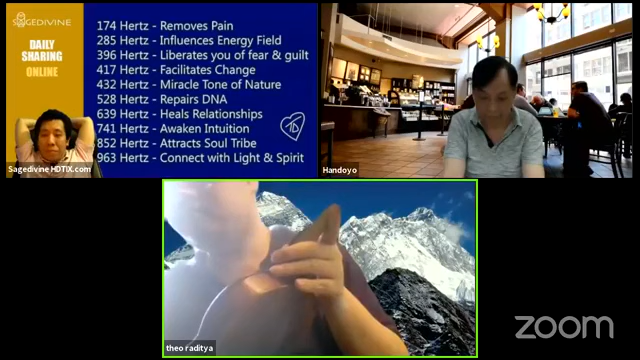 SAGEDIVINE
DAILY
SHARING
ONLINE
174 Hertz - Removes Pain
285 Hertz - Influences Energy Field
396 Hertz - Liberates you of fear & guilt
417 Hertz - Facilitates Change
432 Hertz - Miracle Tone of Nature
528 Hertz - Repairs DNA
639 Hertz - Heals Relationships
741 Hertz - Awaken Intuition
852 Hertz - Attracts Soul Tribe
963 Hertz - Connect with Light & Spirit
Sagedivine HDTIX.com
Handoyo
theo raditya
zoom